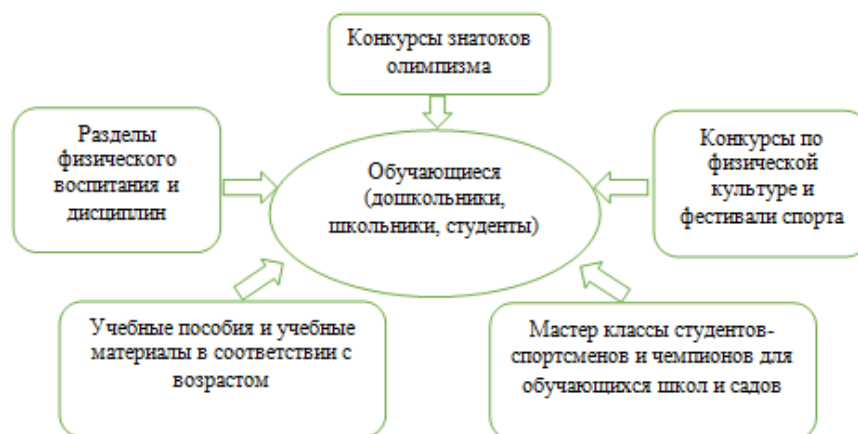 Конкурсы знатоков
олимпизма
Разделы
физического
воспитания и
дисциплин
Обучающиеся
(дошкольники,
школьники, студенты)
Конкурсы по
физической
культуре и
фестивали спорта
Учебные пособия и учебные
материалы в соответствии с
возрастом
Мастер классы студентов-
спортсменов и чемпионов для
обучающихся школ и садов